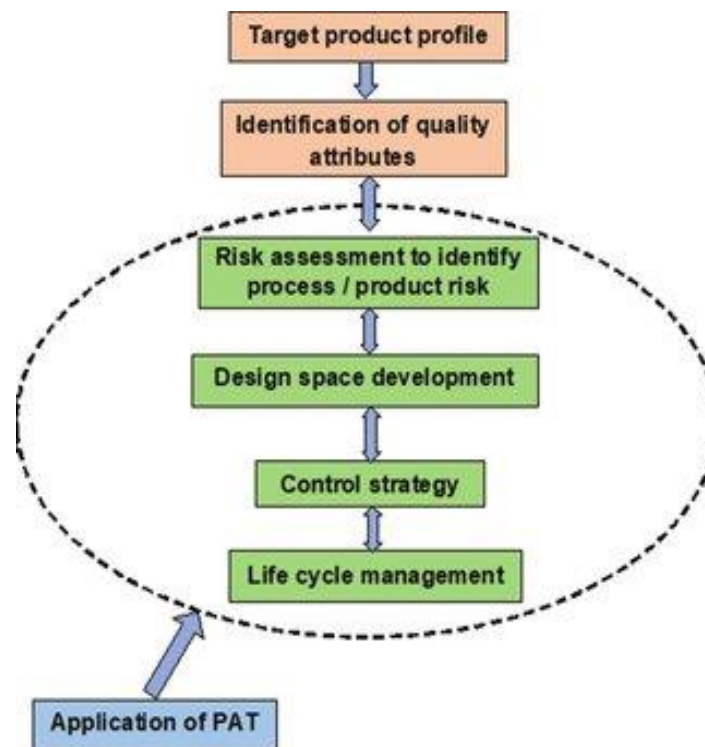 Target product profile
Identification of quality
attributes
Risk assessment to identify
process / product risk
Design space development
Control strategy
Life cycle management
Application of PAT